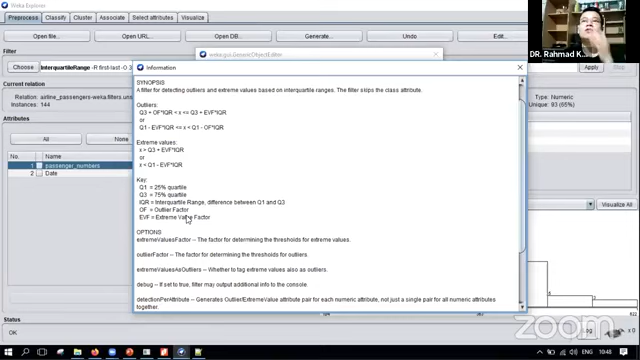 Weka Explorer
Preprocess Classify Cluster Associate Select attributes Visualize
Open file... Open URL... Open DB... Generate... Undo Edit...
DR. Rahmad K...
Filter
weka.gui.GenericObjectEditor
Choose InterquartileRange -R first-last -O 3
Information
Current relation
Relation: airline_passengers-weka.filters.uns
Instances: 144
Type: Numeric
Unique: 93 (65%)
Attributes
All None
No. Name
1 passenger_numbers
2 Date
Visualize All
SYNOPSIS
A filter for detecting outliers and extreme values based on interquartile ranges. The filter skips the class attribute.
Outliers:
Q3 + OF*IQR < x <= Q3 + EVF*IQR
or
Q1 - EVF*IQR <= x < Q1 - OF*IQR
Extreme values:
x > Q3 + EVF*IQR
or
x < Q1 - EVF*IQR
Key:
Q1 = 25% quartile
Q3 = 75% quartile
IQR = Interquartile Range, difference between Q1 and Q3
OF = Outlier Factor
EVF = Extreme Value Factor
OPTIONS
extremeValuesFactor -- The factor for determining the thresholds for extreme values.
outlierFactor -- The factor for determining the thresholds for outliers.
extremeValuesAsOutliers -- Whether to tag extreme values also as outliers.
debug -- If set to true, filter may output additional info to the console.
detectionPerAttribute -- Generates Outlier/ExtremeValue attribute pair for each numeric attribute, not just a single pair for all numeric attributes
together.
622
Status
OK
Log
x 0
zoom
ENG 10:48